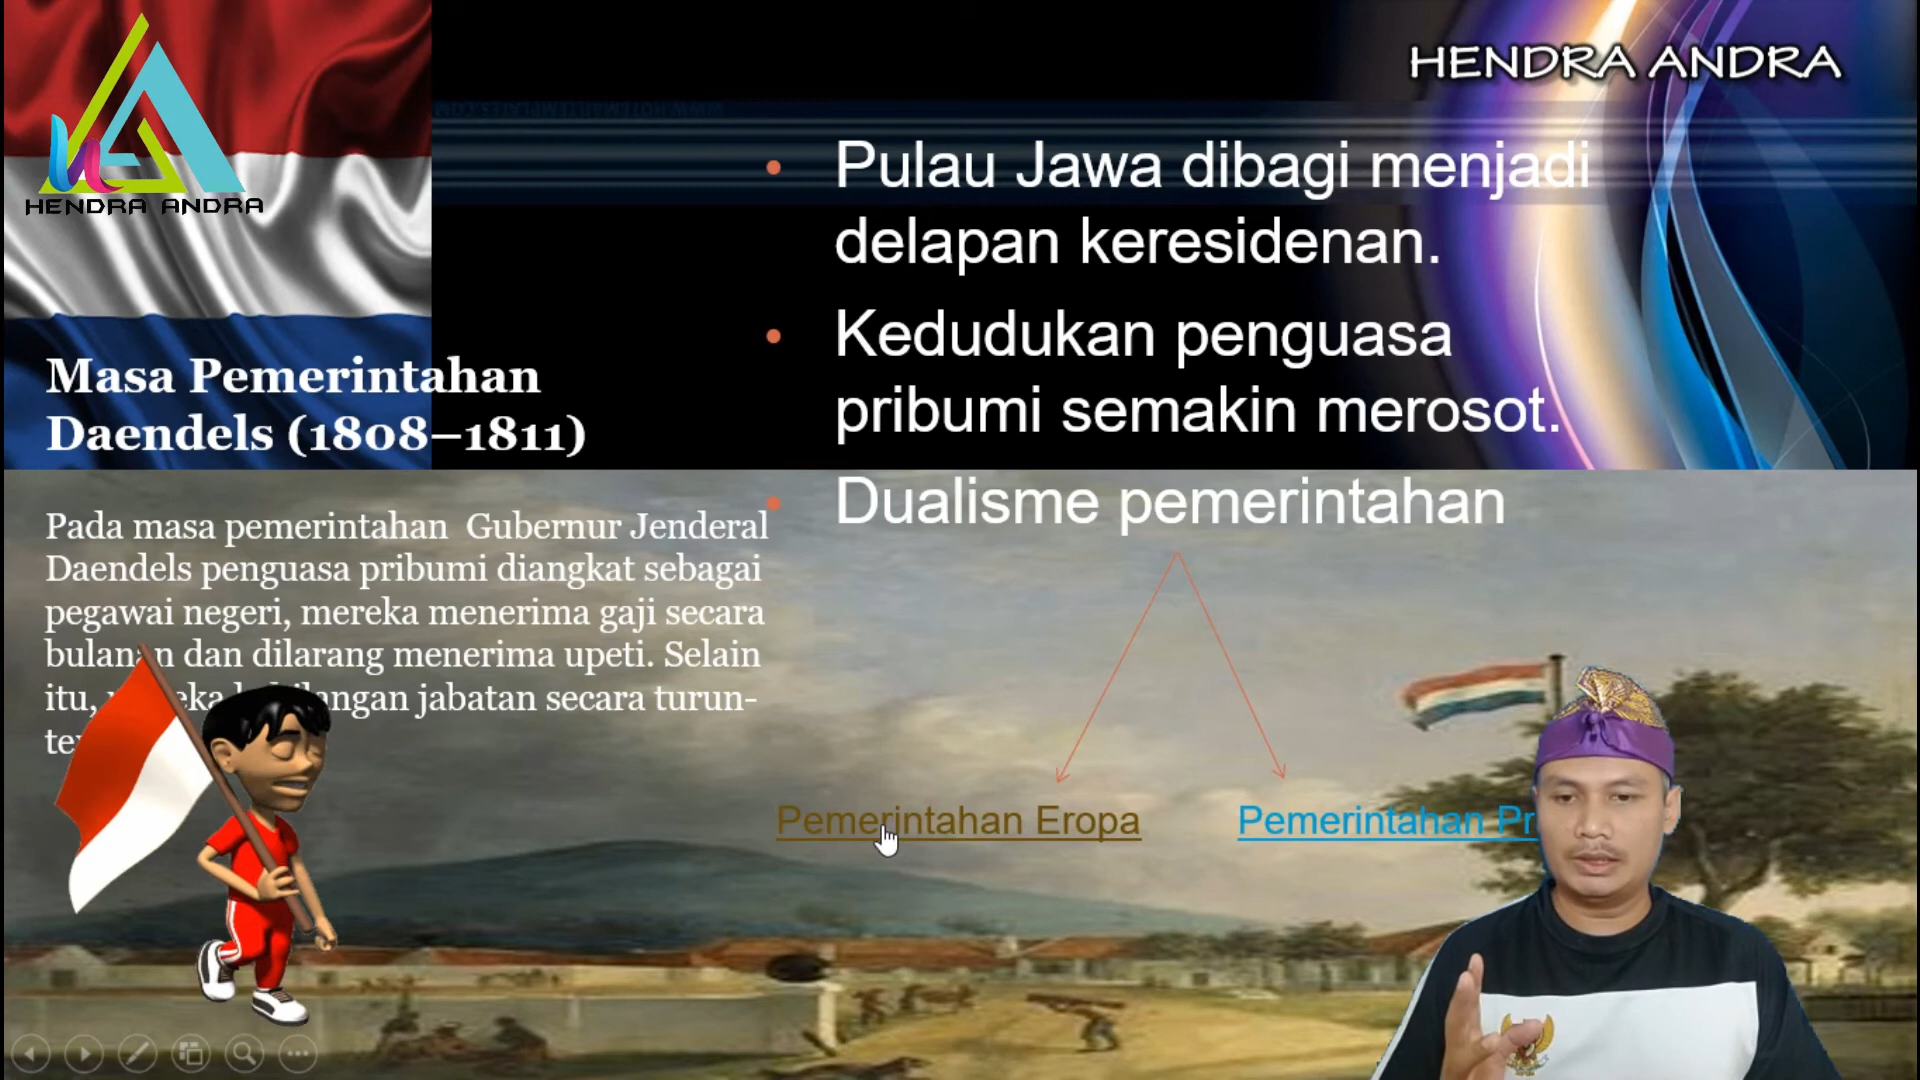 HENDRA ANDRA
HENDRA ANDRA
Masa Pemerintahan
Daendels (1808–1811)
Pada masa pemerintahan Gubernur Jenderal
Daendels penguasa pribumi diangkat sebagai
pegawai negeri, mereka menerima gaji secara
bulanan dan dilarang menerima upeti. Selain
itu, jabatan secara turun-
• Pulau Jawa dibagi menjadi
delapan keresidenan.
• Kedudukan penguasa
pribumi semakin merosot.
• Dualisme pemerintahan
Pemerintahan Eropa
Pemerintahan Pr